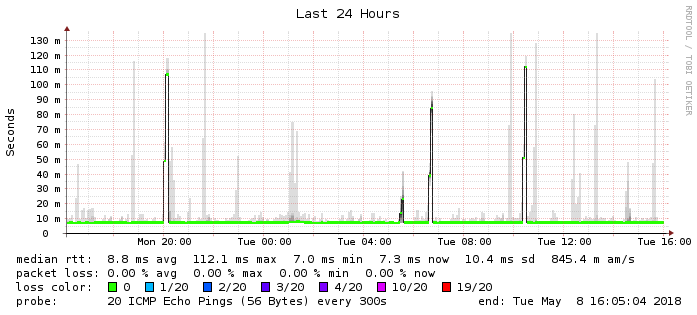 Last 24 Hours
RRDTOOL / TOBI OETIKER
Seconds
130 m
120 m
110 m
100 m
90 m
80 m
70 m
60 m
50 m
40 m
30 m
20 m
10 m
0
Mon 20:00 Tue 00:00 Tue 04:00 Tue 08:00 Tue 12:00 Tue 16:00
median rtt: 8.8 ms avg 112.1 ms max 7.0 ms min 7.3 ms now 10.4 ms sd 845.4 m am/s
packet loss: 0.00 % avg 0.00 % max 0.00 % min 0.00 % now
loss color: 0 1/20 2/20 3/20 4/20 10/20 19/20
probe: 20 ICMP Echo Pings (56 Bytes) every 300s end: Tue May 8 16:05:04 2018